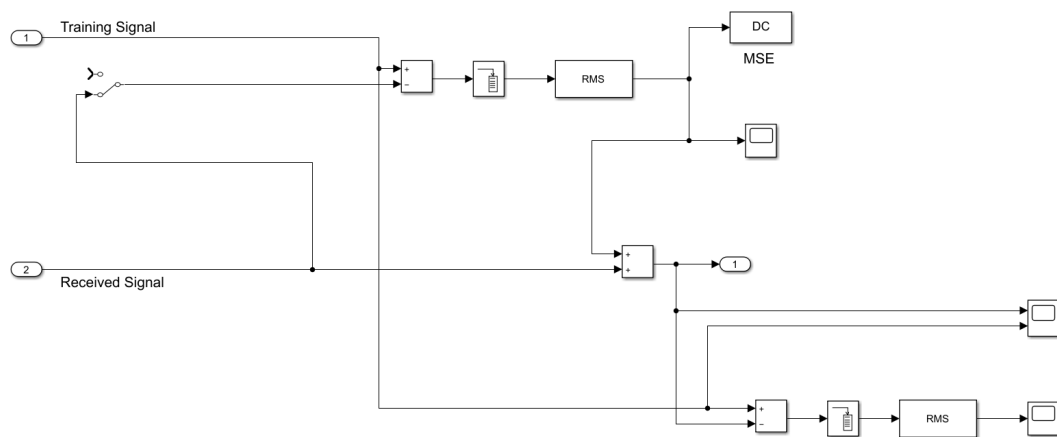 Training Signal
1
DC
MSE
+
−
RMS
+
+
1
2
Received Signal
+
−
RMS